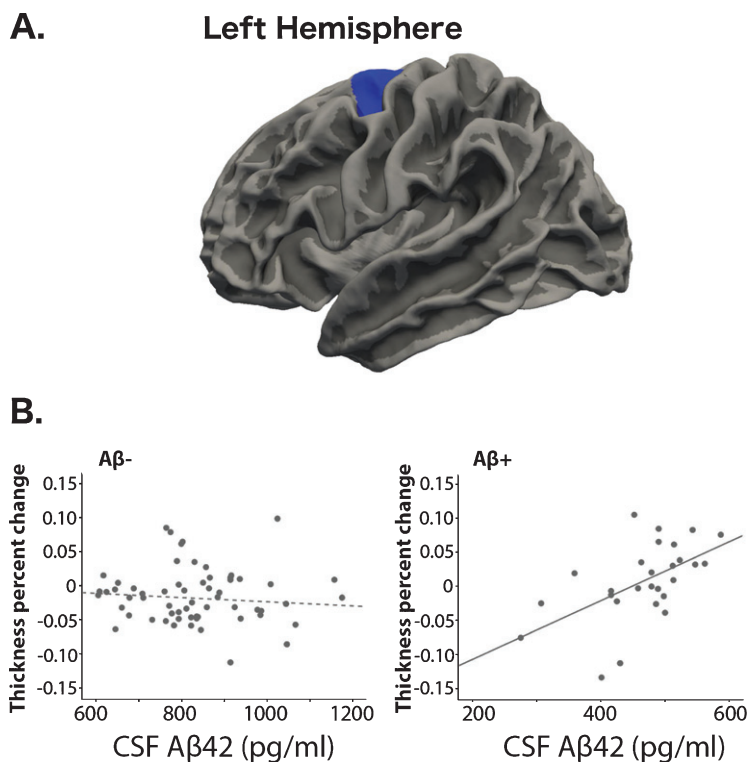 A.
Left Hemisphere
B.
Aβ-
Thickness percent change
0.15
0.10
0.05
0
-0.05
-0.10
-0.15
600
800
1000
1200
CSF Aβ42 (pg/ml)
Aβ+
Thickness percent change
0.15
0.10
0.05
0
-0.05
-0.10
-0.15
200
400
600
CSF Aβ42 (pg/ml)